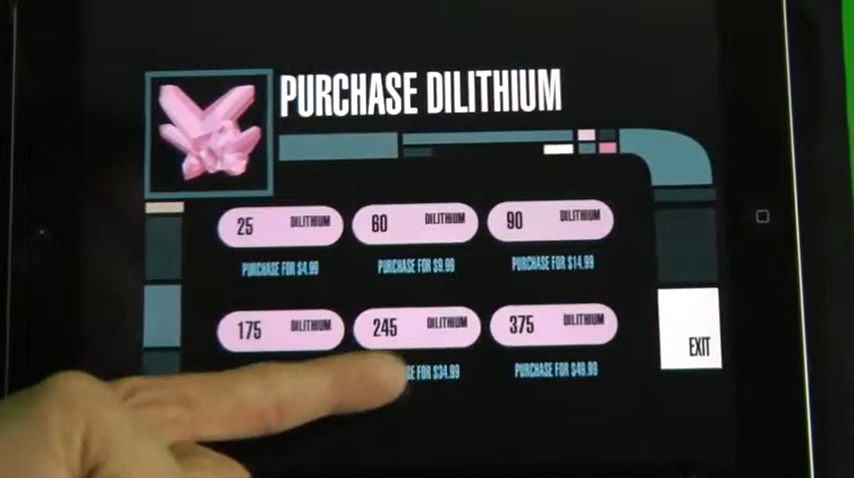 PURCHASE DILITHIUM
25 DILITHIUM
60 DILITHIUM
90 DILITHIUM
PURCHASE FOR $4.99
PURCHASE FOR $9.99
PURCHASE FOR $14.99
175 DILITHIUM
245 DILITHIUM
375 DILITHIUM
FOR $34.99
PURCHASE FOR $49.99
EXIT